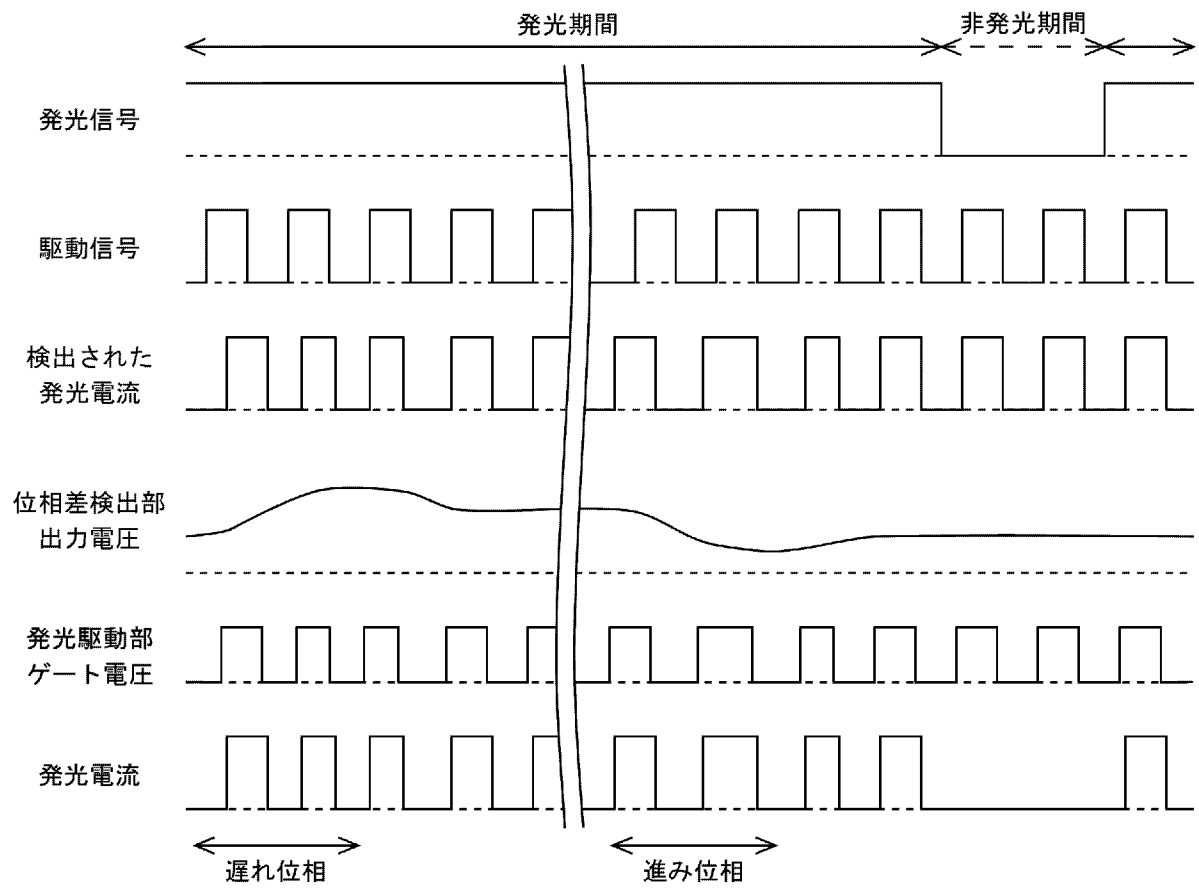 発光期間
非発光期間
発光信号
駆動信号
検出された
発光電流
位相差検出部
出力電圧
発光駆動部
ゲート電圧
発光電流
遅れ位相
進み位相